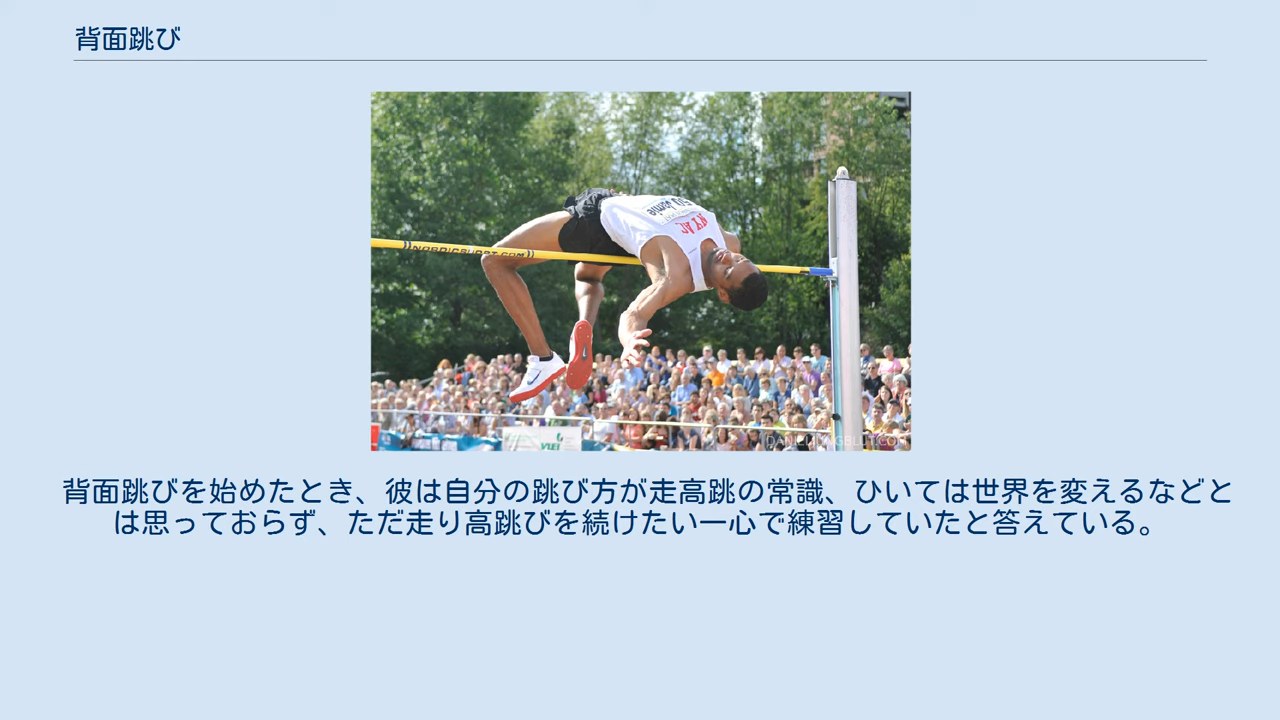 背面跳び
NORDICSPORT.COM
VLEI
背面跳びを始めたとき、彼は自分の跳び方が走高跳の常識、ひいては世界を変えるなどと
は思っておらず、ただ走り高跳びを続けたい一心で練習していたと答えている。